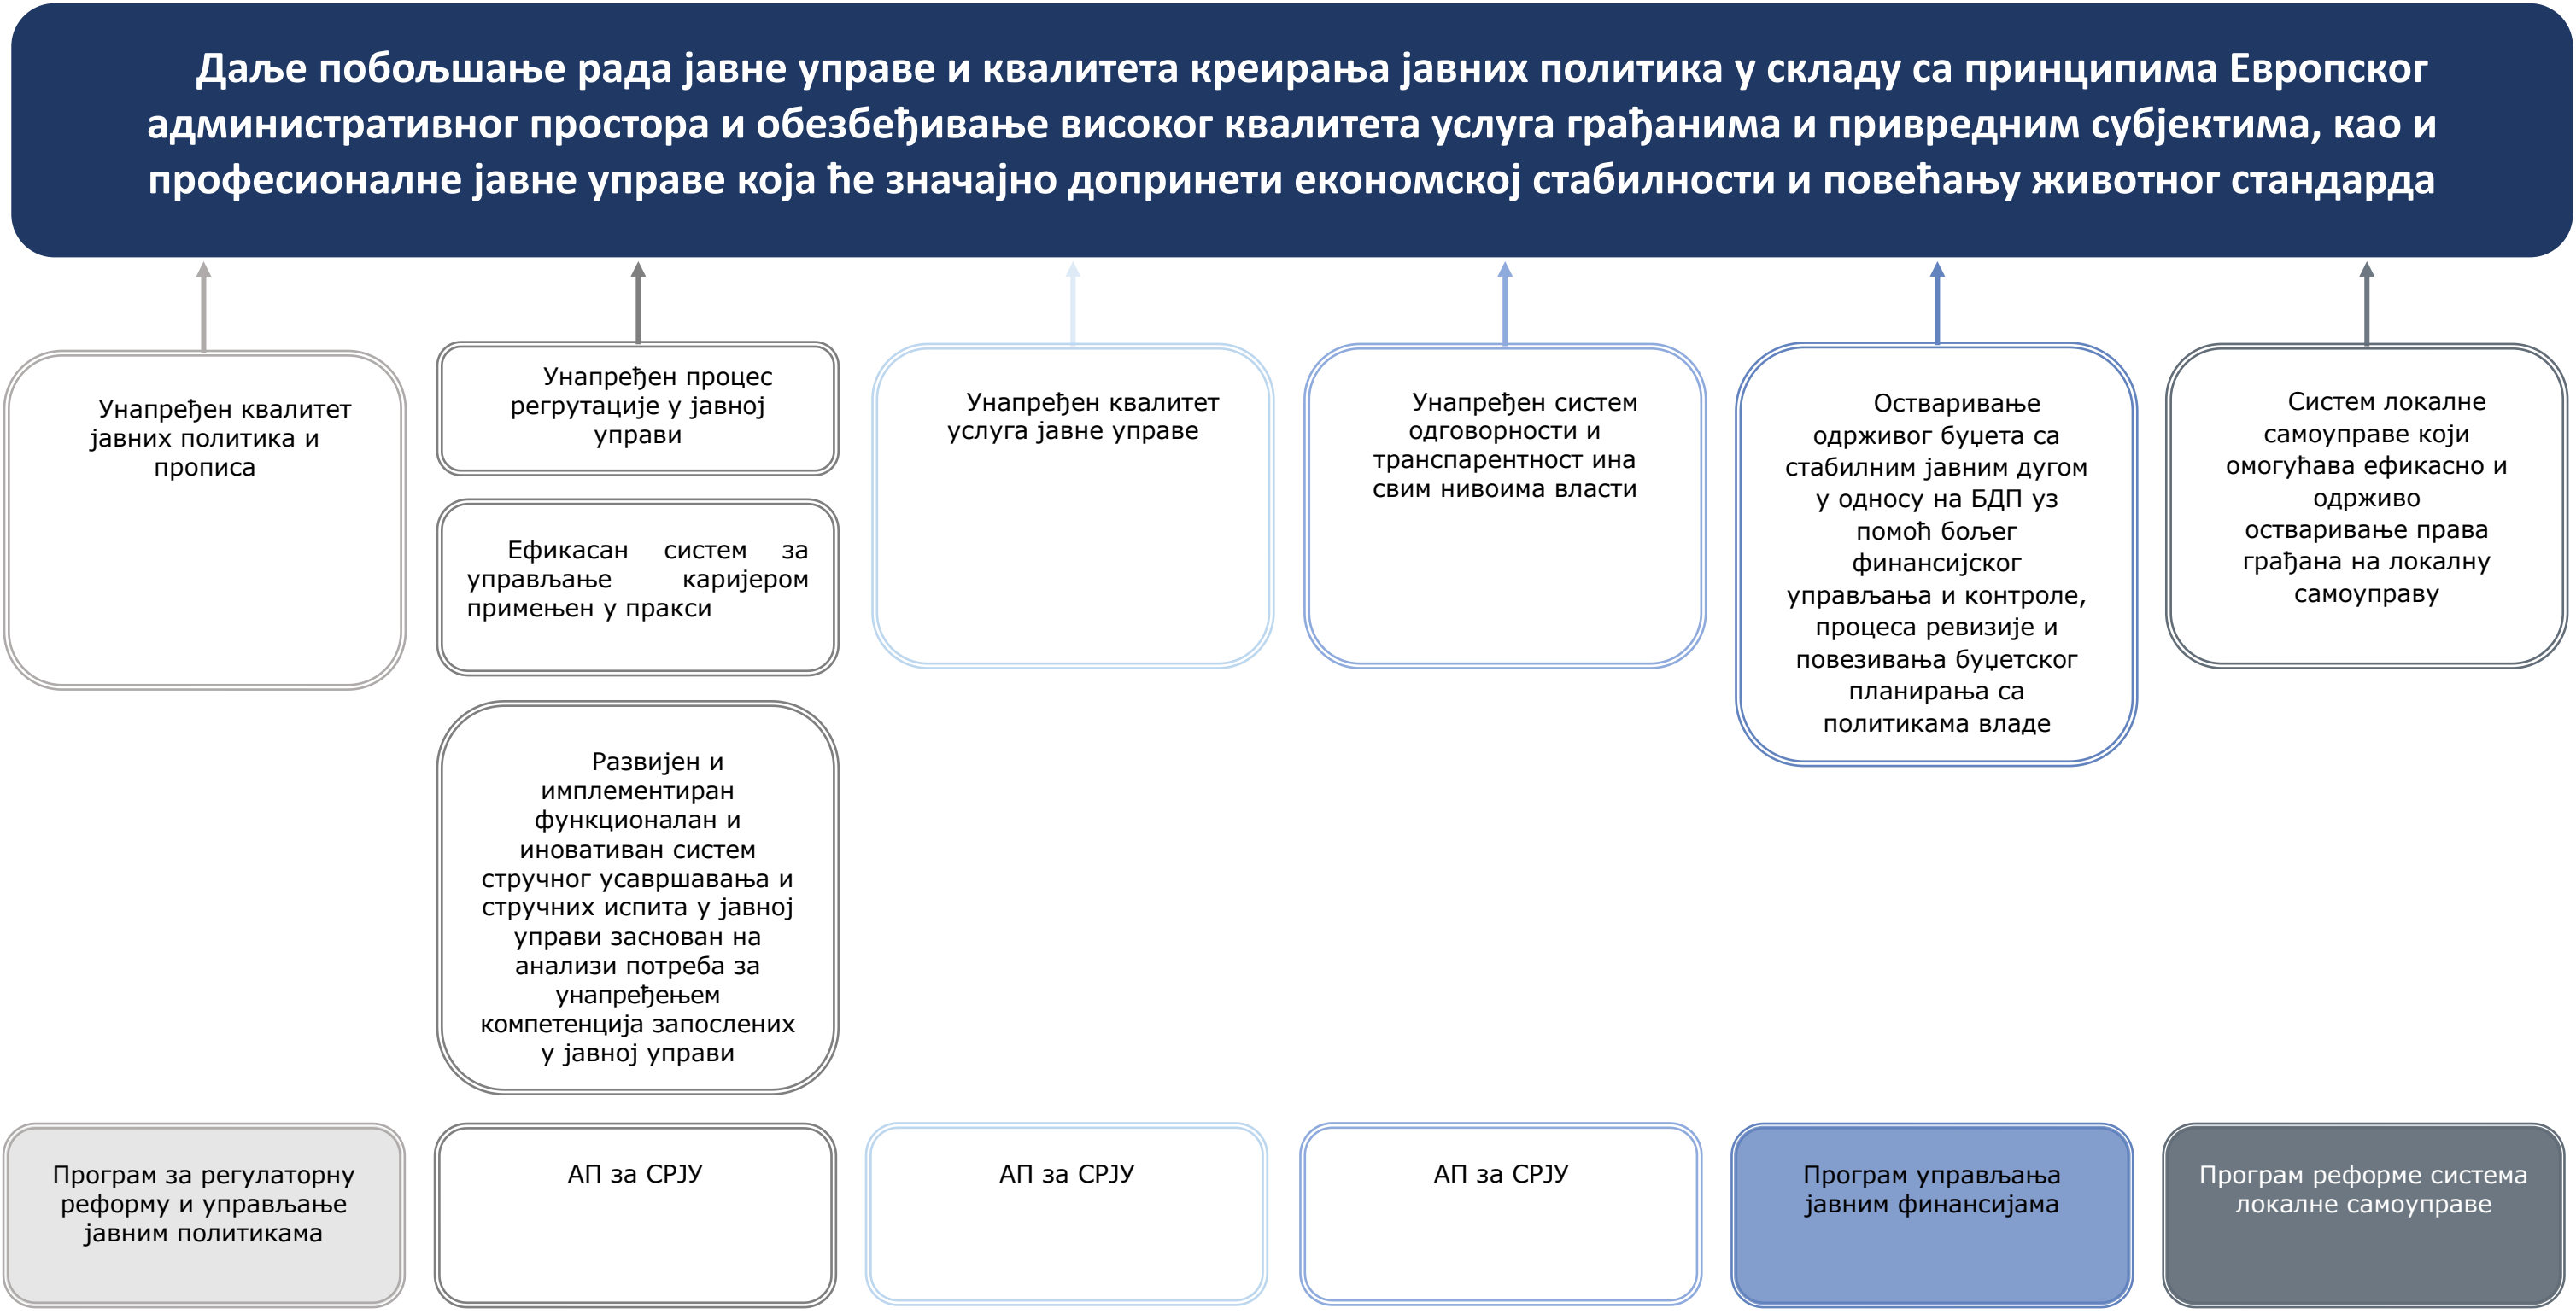 Даље побољшање рада јавне управе и квалитета креирања јавних политика у складу са принципима Европског
административног простора и обезбеђивање високог квалитета услуга грађанима и привредним субјектима, као и
професионалне јавне управе која ће значајно допринети економској стабилности и повећању животног стандарда
Унапређен квалитет
јавних политика и
прописа
Унапређен процес
регрутације у јавној
управи
Ефикасан систем за
управљање каријером
примењен у пракси
Развијен и
имплементиран
функционалан и
иновативан систем
стручног усавршавања и
стручних испита у јавној
управи заснован на
анализи потреба за
унапређењем
компетенција запослених
у јавној управи
Унапређен квалитет
услуга јавне управе
Унапређен систем
одговорности и
транспарентност ина
свим нивоима власти
Остваривање
одрживог буџета са
стабилним јавним дугом
у односу на БДП уз
помоћ бољег
финансијског
управљања и контроле,
процеса ревизије и
повезивања буџетског
планирања са
политикама владе
Систем локалне
самоуправе који
омогућава ефикасно и
одрживо
остваривање права
грађана на локалну
самоуправу
Програм за регулаторну
реформу и управљање
јавним политикама
АП за СРЈУ
АП за СРЈУ
АП за СРЈУ
Програм управљања
јавним финансијама
Програм реформе система
локалне самоуправе